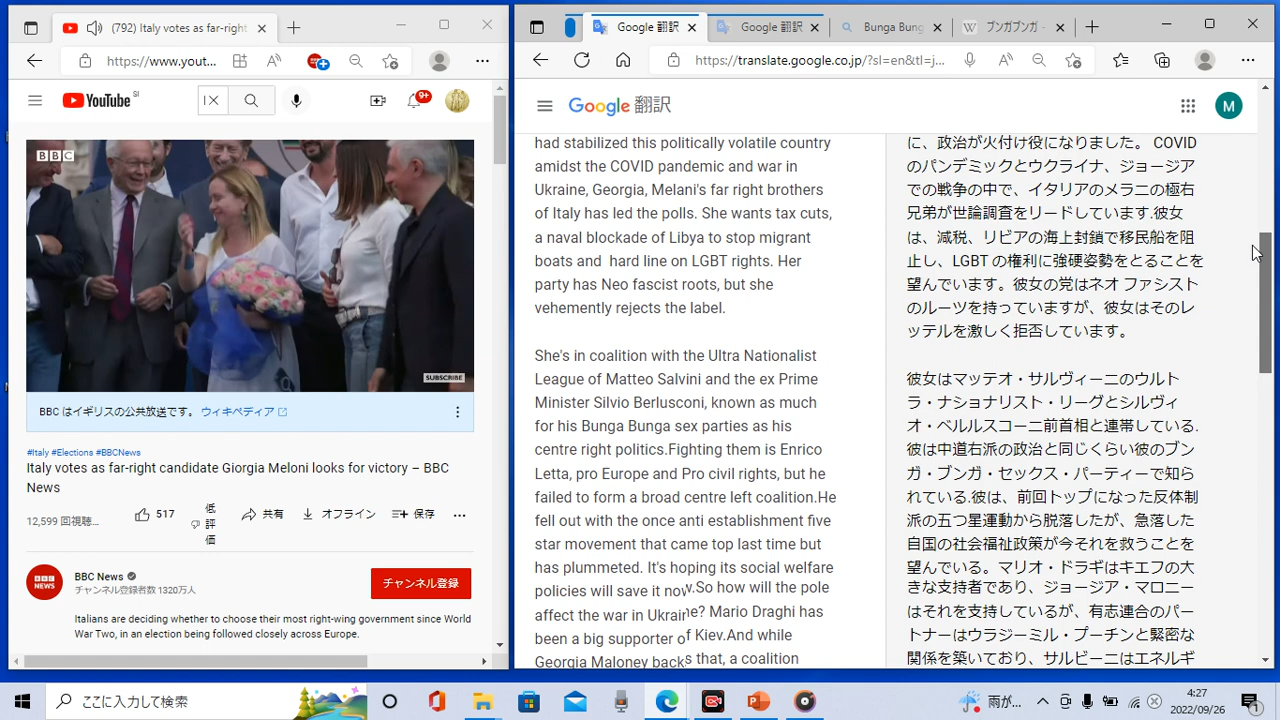 (792) Italy votes as far-right
https://www.yout...
YouTube SI
9+
BBC
SUBSCRIBE
BBC はイギリスの公共放送です。 ウィキペディア
#Italy #Elections #BBCNews
Italy votes as far-right candidate Giorgia Meloni looks for victory – BBC
News
12,599 回視聴...
517
低評価
共有
オフライン
保存
BBC NEWS
BBC News
チャンネル登録者数 1320万人
チャンネル登録
Italians are deciding whether to choose their most right-wing government since World
War Two, in an election being followed closely across Europe.
Google 翻訳
Google 翻訳
Bunga Bung
ブンガブンガ -
https://translate.google.co.jp/?sl=en&tl=j...
Google 翻訳
M
had stabilized this politically volatile country
amidst the COVID pandemic and war in
Ukraine, Georgia, Melani's far right brothers
of Italy has led the polls. She wants tax cuts,
a naval blockade of Libya to stop migrant
boats and hard line on LGBT rights. Her
party has Neo fascist roots, but she
vehemently rejects the label.
She's in coalition with the Ultra Nationalist
League of Matteo Salvini and the ex Prime
Minister Silvio Berlusconi, known as much
for his Bunga Bunga sex parties as his
centre right politics.Fighting them is Enrico
Letta, pro Europe and Pro civil rights, but he
failed to form a broad centre left coalition.He
fell out with the once anti establishment five
star movement that came top last time but
has plummeted. It's hoping its social welfare
policies will save it now.So how will the pole
affect the war in Ukraine? Mario Draghi has
been a big supporter of Kiev.And while
Georgia Maloney backs that, a coalition
に、政治が火付け役になりました。 COVID
のパンデミックとウクライナ、ジョージア
での戦争の中で、イタリアのメラニの極右
兄弟が世論調査をリードしています.彼女
は、減税、リビアの海上封鎖で移民船を阻
止し、LGBT の権利に強硬姿勢をとることを
望んでいます。彼女の党はネオ ファシスト
のルーツを持っていますが、彼女はそのレ
ッテルを激しく拒否しています。
彼女はマッテオ・サルヴィーニのウルト
ラ・ナショナリスト・リーグとシルヴィ
オ・ベルルスコーニ前首相と連帯している.
彼は中道右派の政治と同じくらい彼のブン
ガ・ブンガ・セックス・パーティーで知ら
れている.彼は、前回トップになった反体制
派の五つ星運動から脱落したが、急落した
自国の社会福祉政策が今それを救うことを
望んでいる。マリオ・ドラギはキエフの大
きな支持者であり、ジョージア・マロニー
はそれを支持しているが、有志連合のパー
トナーはウラジーミル・プーチンと緊密な
関係を築いており、サルビーニはエネルギ
ここに入力して検索
雨が...
4:27
2022/09/26
1